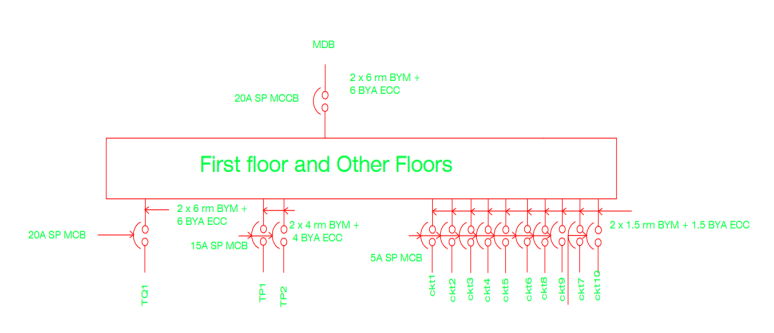 MDB
2 x 6 rm BYM +
6 BYA ECC
20A SP MOCB
First floor and Other Floors
2 x 6 rm BYM +
6 BYA ECC
20A SP MCB
2 x 4 rm BYM +
4 BYA ECC
15A SP MCB
2 x 1.5 rm BYM + 1.5 BYA ECC
5A SP MCB
TQ1
TP1
TP2
ckt1
ckt2
ckt3
ckt4
ckt5
ckt6
ckt8
ckt9
ckt7
ckt10